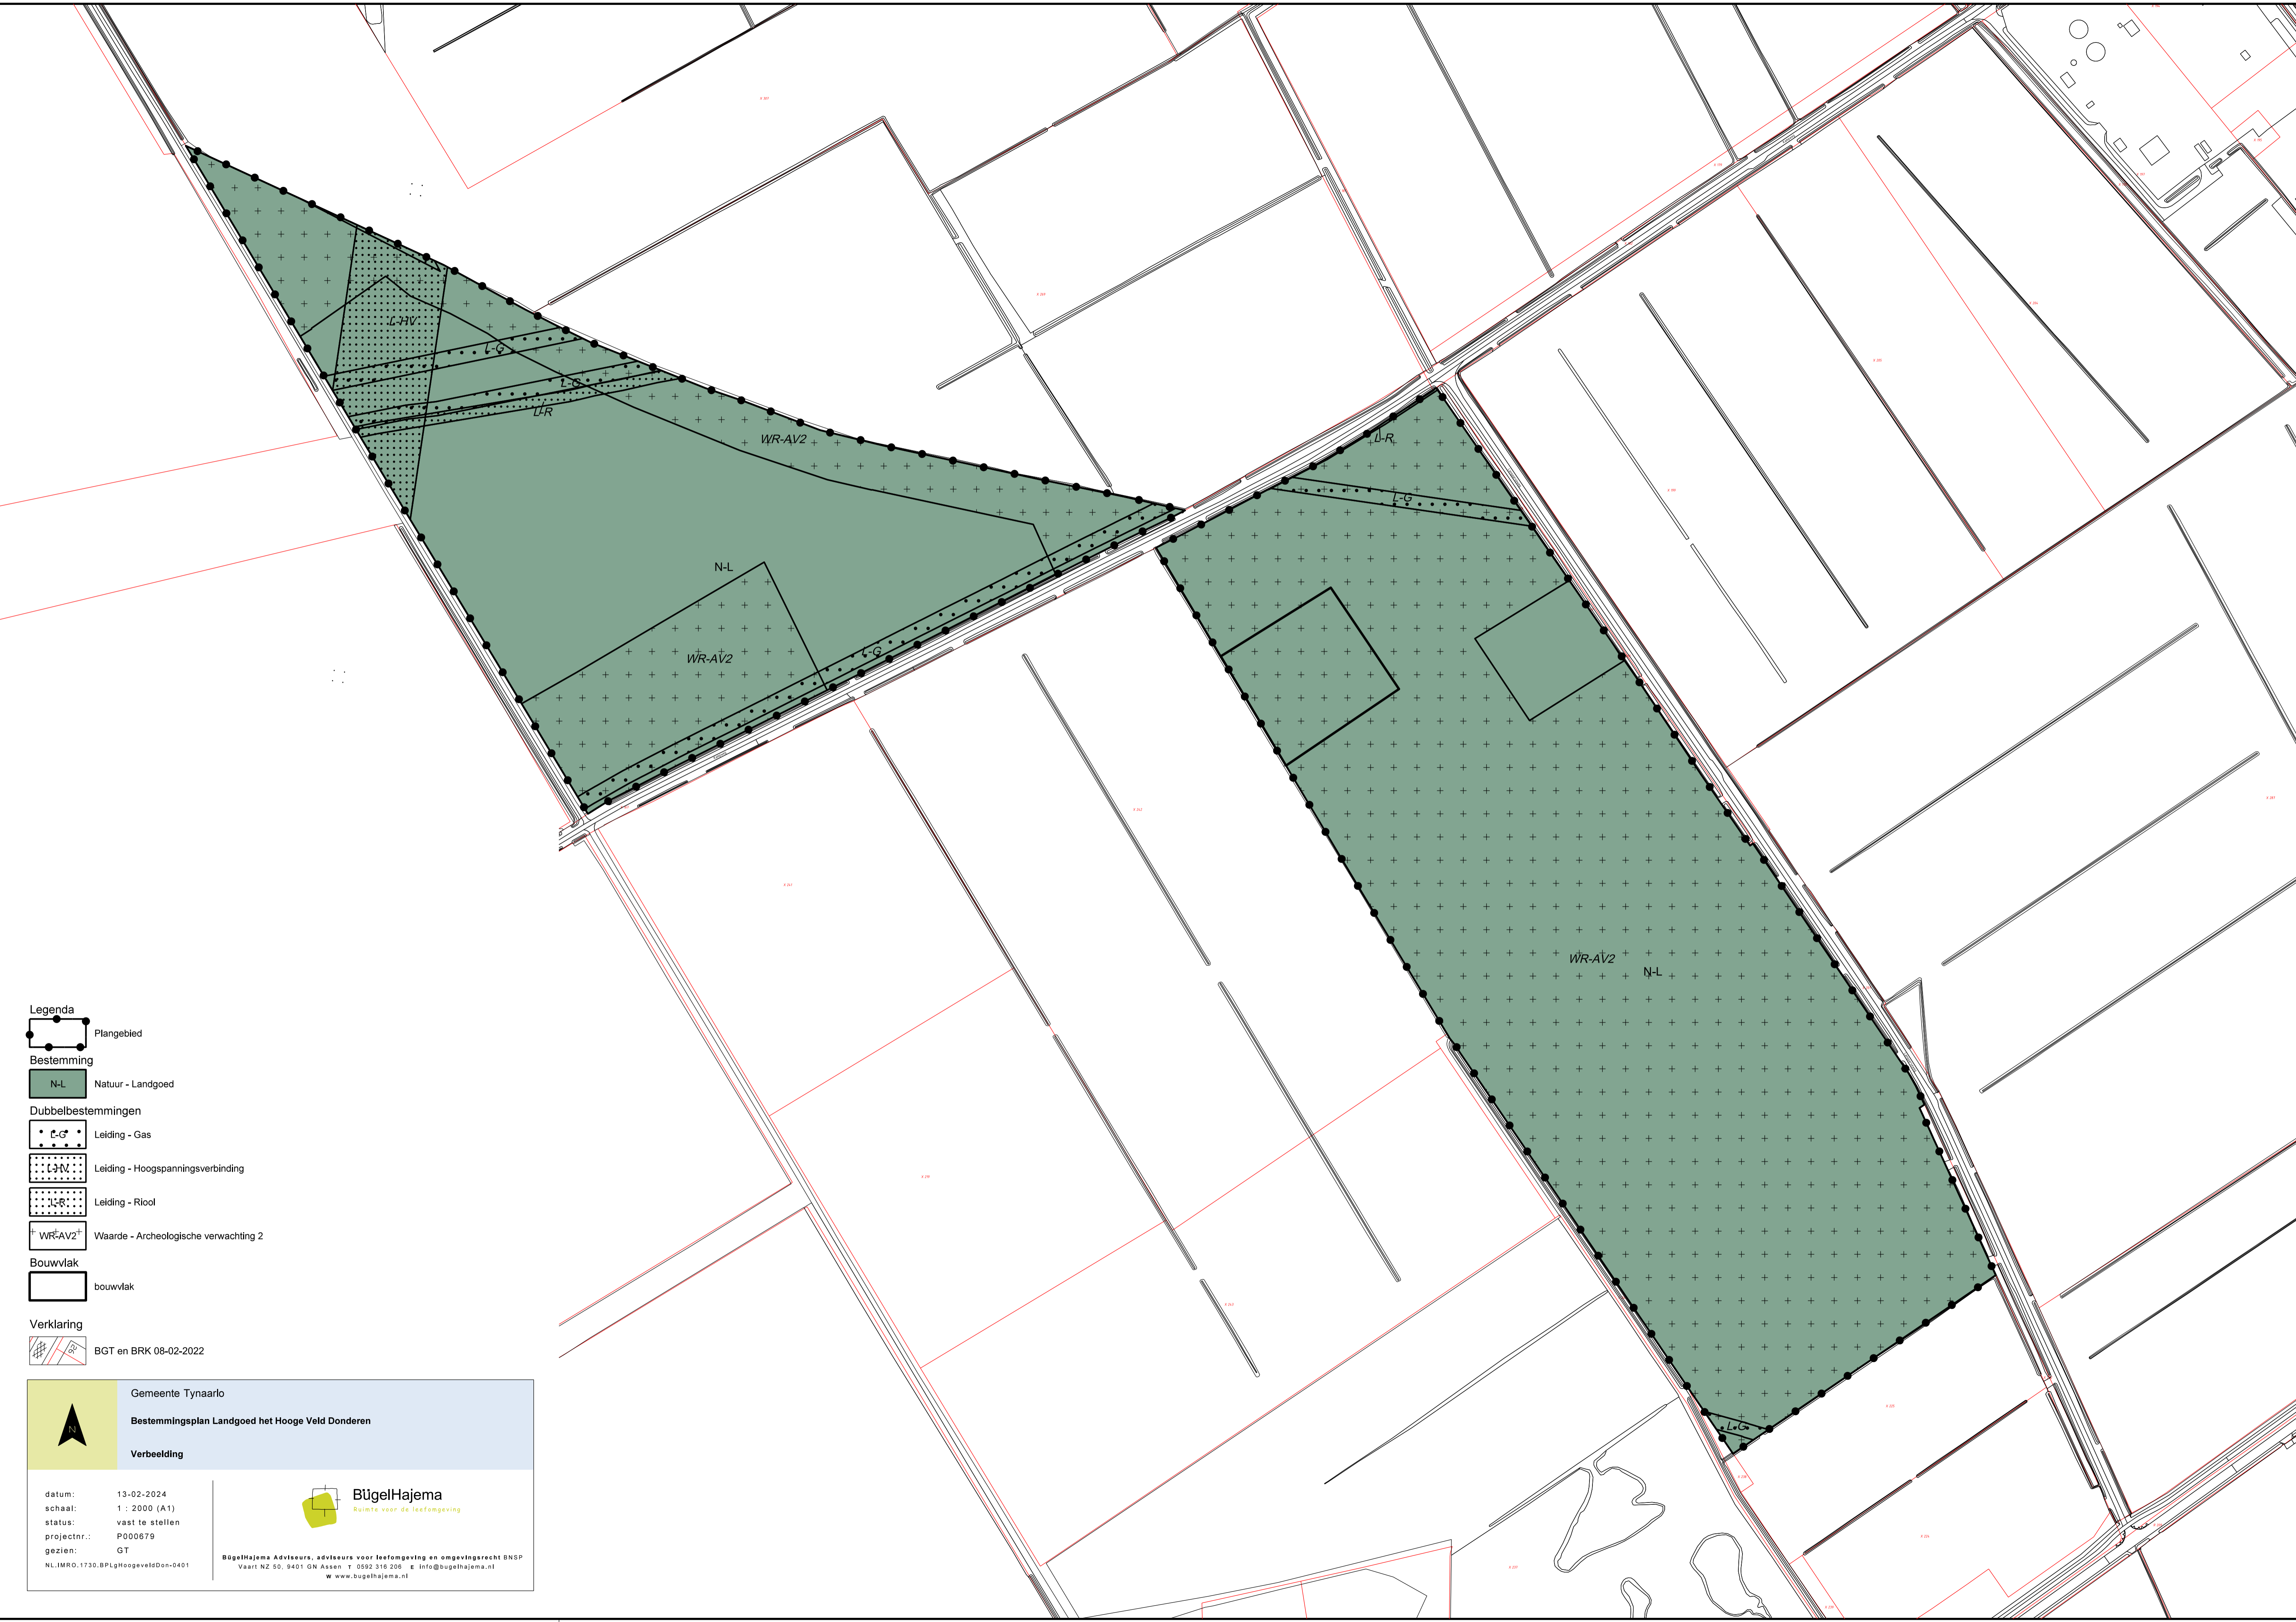 L-HV
L-G
L-G
L-R
WR-AV2
N-L
WR-AV2
L-G
L-R
L-G
WR-AV2
N-L
L-G
Legenda
Plangebied
Bestemming
N-L Natuur - Landgoed
Dubbelbestemmingen
L-G Leiding - Gas
L-HV Leiding - Hoogspanningsverbinding
L-R Leiding - Riool
WR-AV2 Waarde - Archeologische verwachting 2
Bouwvlak
bouwvlak
Verklaring
BGT en BRK 08-02-2022
N
Gemeente Tynaarlo
Bestemmingsplan Landgoed het Hooge Veld Donderen
Verbeelding
datum: 13-02-2024
schaal: 1 : 2000 (A1)
status: vast te stellen
projectnr.: P000679
gezien: GT
NL.IMRO.1730.BPLgHoogeveldDon-0401
BügelHajema
Ruimte voor de leefomgeving
BügelHajema Adviseurs, adviseurs voor leefomgeving en omgevingsrecht BNSP
Vaart NZ 50, 9401 GN Assen T 0592 316 206 E info@bugelhajema.nl
W www.bugelhajema.nl